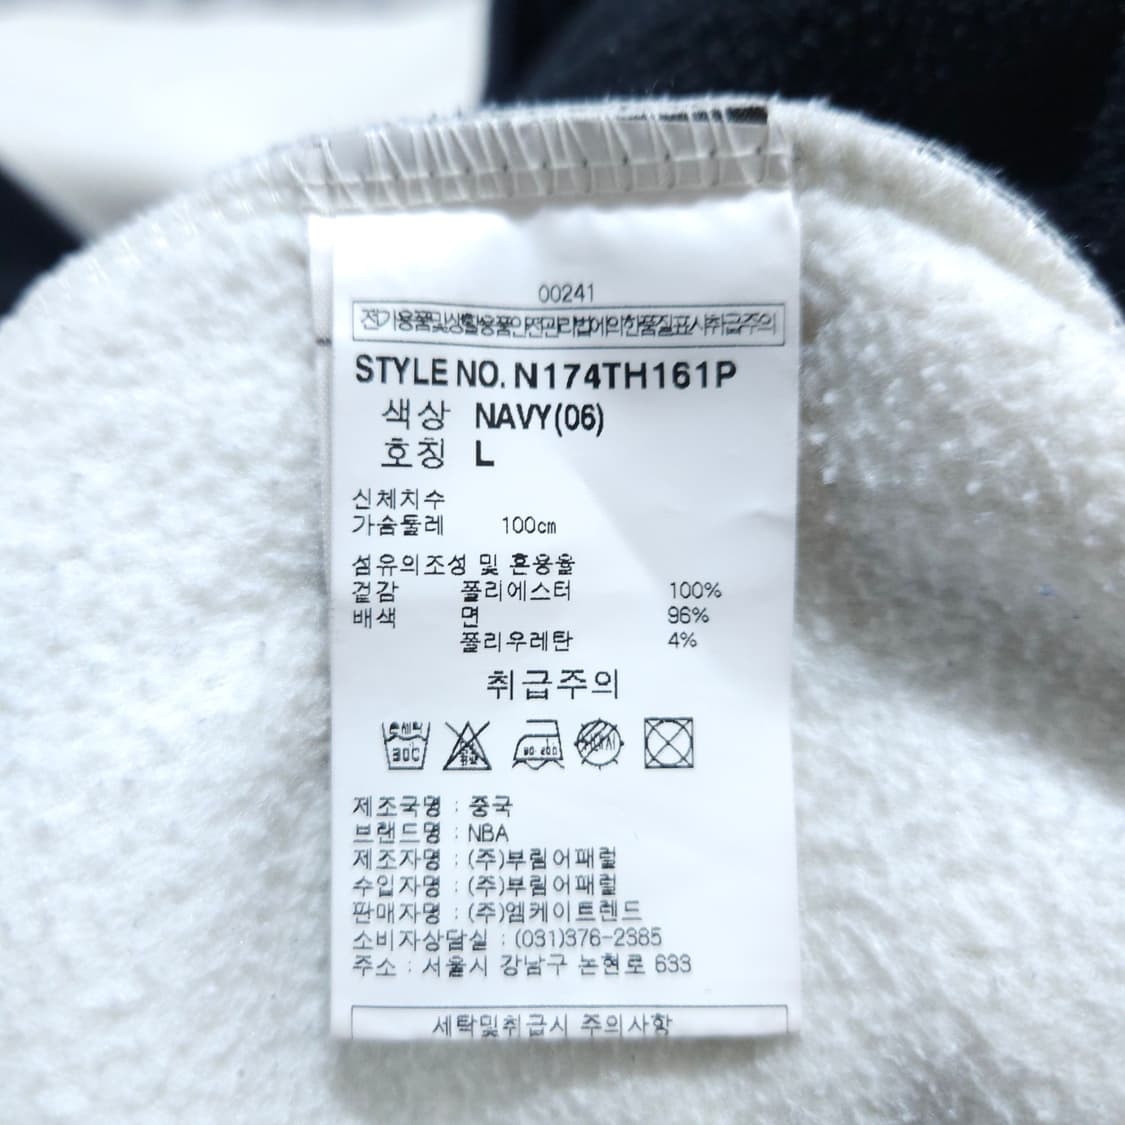 00241
전기용품및생활용품안전관리법에의한품질표시취급주의
STYLE NO. N174TH161P
색상 NAVY(06)
호칭 L
신체치수
가슴둘레 100cm
섬유의조성 및 혼용율
겉감 폴리에스터 100%
배색 면 96%
폴리우레탄 4%
취급주의
손세탁
30℃
제조국명 : 중국
브랜드명 : NBA
제조자명 : (주)부림어패럴
수입자명 : (주)부림어패럴
판매자명 : (주)엠케이트렌드
소비자상담실 : (031)376-2385
주소 : 서울시 강남구 논현로 633
세탁및취급시 주의사항